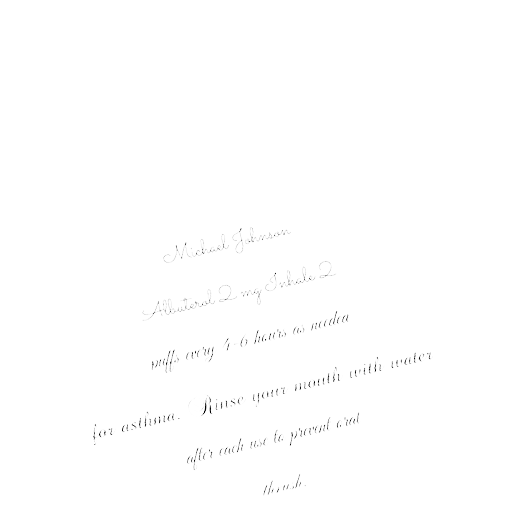 Michael Johnson
Albuterol 2 mg Inhale 2
puffs every 4-6 hours as needed
for asthma. Rinse your mouth with water
after each use to prevent oral
thrush.